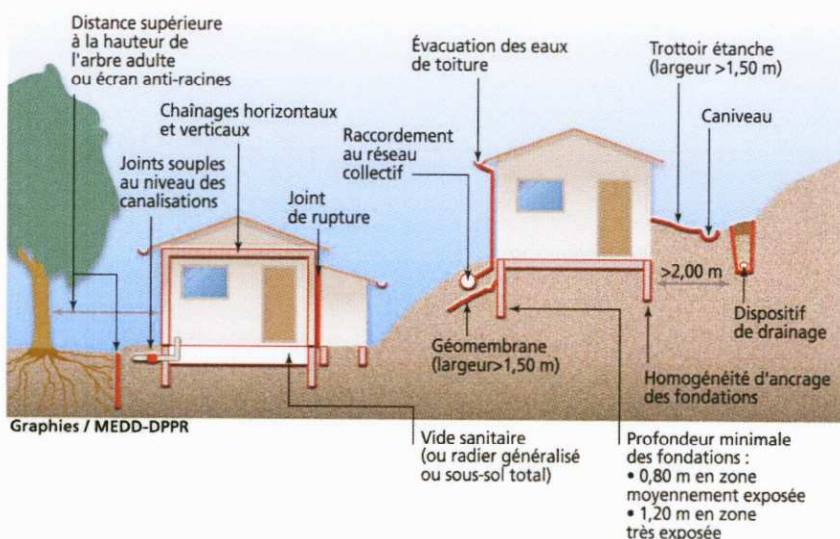 Distance supérieure
à la hauteur de
l'arbre adulte
ou écran anti-racines
Chaînages horizontaux
et verticaux
Joints souples
au niveau des
canalisations
Joint
de rupture
Évacuation des eaux
de toiture
Raccordement
au réseau
collectif
Trottoir étanche
(largeur >1,50 m)
Caniveau
>2,00 m
Dispositif
de drainage
Géomembrane
(largeur>1,50 m)
Homogénéité d'ancrage
des fondations
Graphies / MEDD-DPPR
Vide sanitaire
(ou radier généralisé
ou sous-sol total)
Profondeur minimale
des fondations :
• 0,80 m en zone
moyennement exposée
• 1,20 m en zone
très exposée